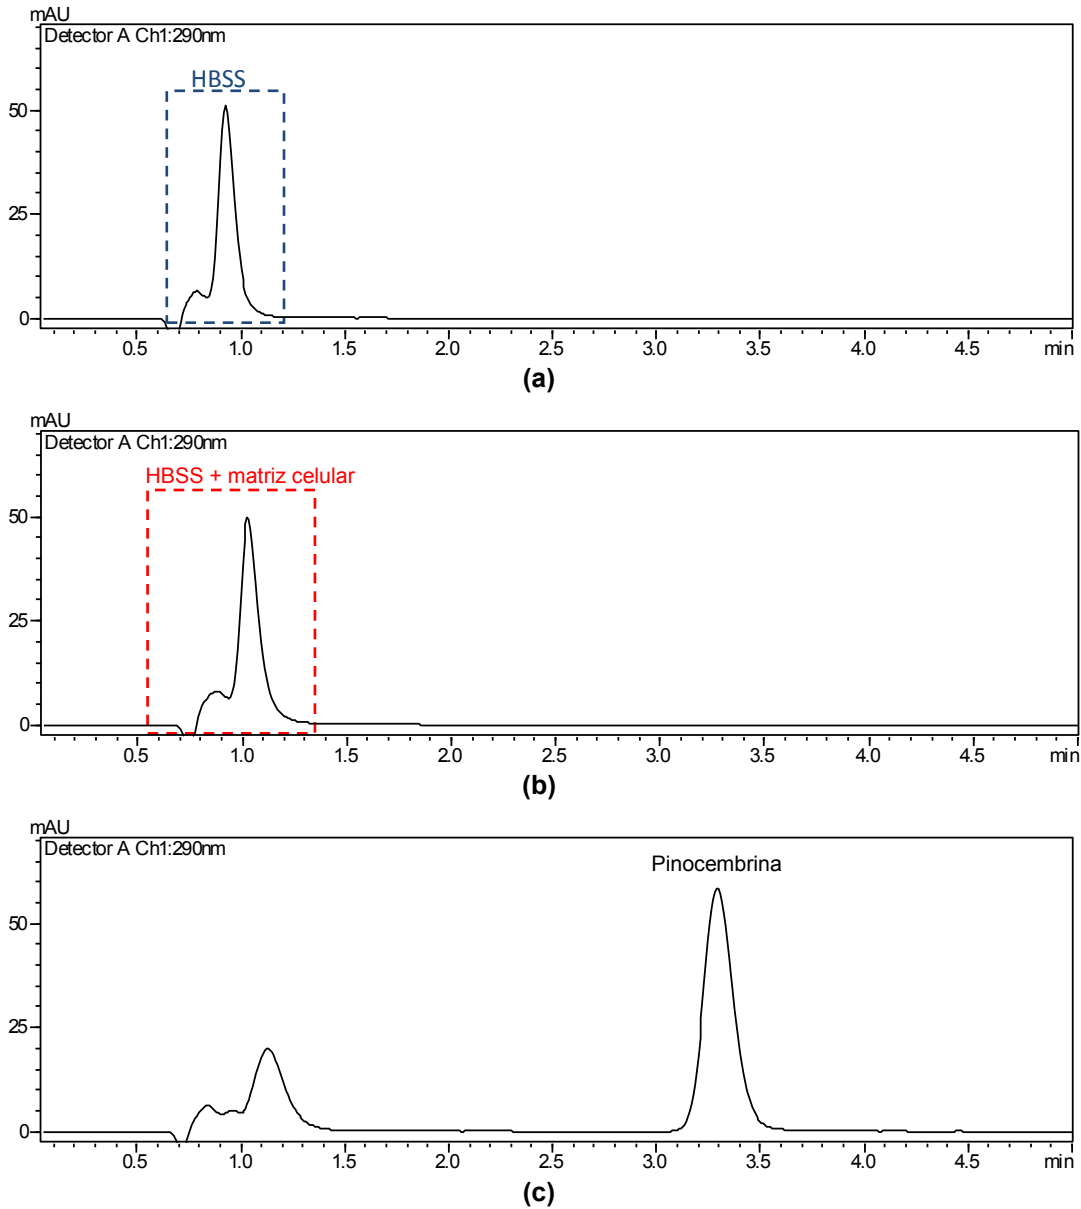 mAU
Detector A Ch1:290nm
HBSS
50
25
0
0.5 1.0 1.5 2.0 2.5 3.0 3.5 4.0 4.5 min
(a)
mAU
Detector A Ch1:290nm
HBSS + matriz celular
50
25
0
0.5 1.0 1.5 2.0 2.5 3.0 3.5 4.0 4.5 min
(b)
mAU
Detector A Ch1:290nm
Pinocembrina
50
25
0
0.5 1.0 1.5 2.0 2.5 3.0 3.5 4.0 4.5 min
(c)